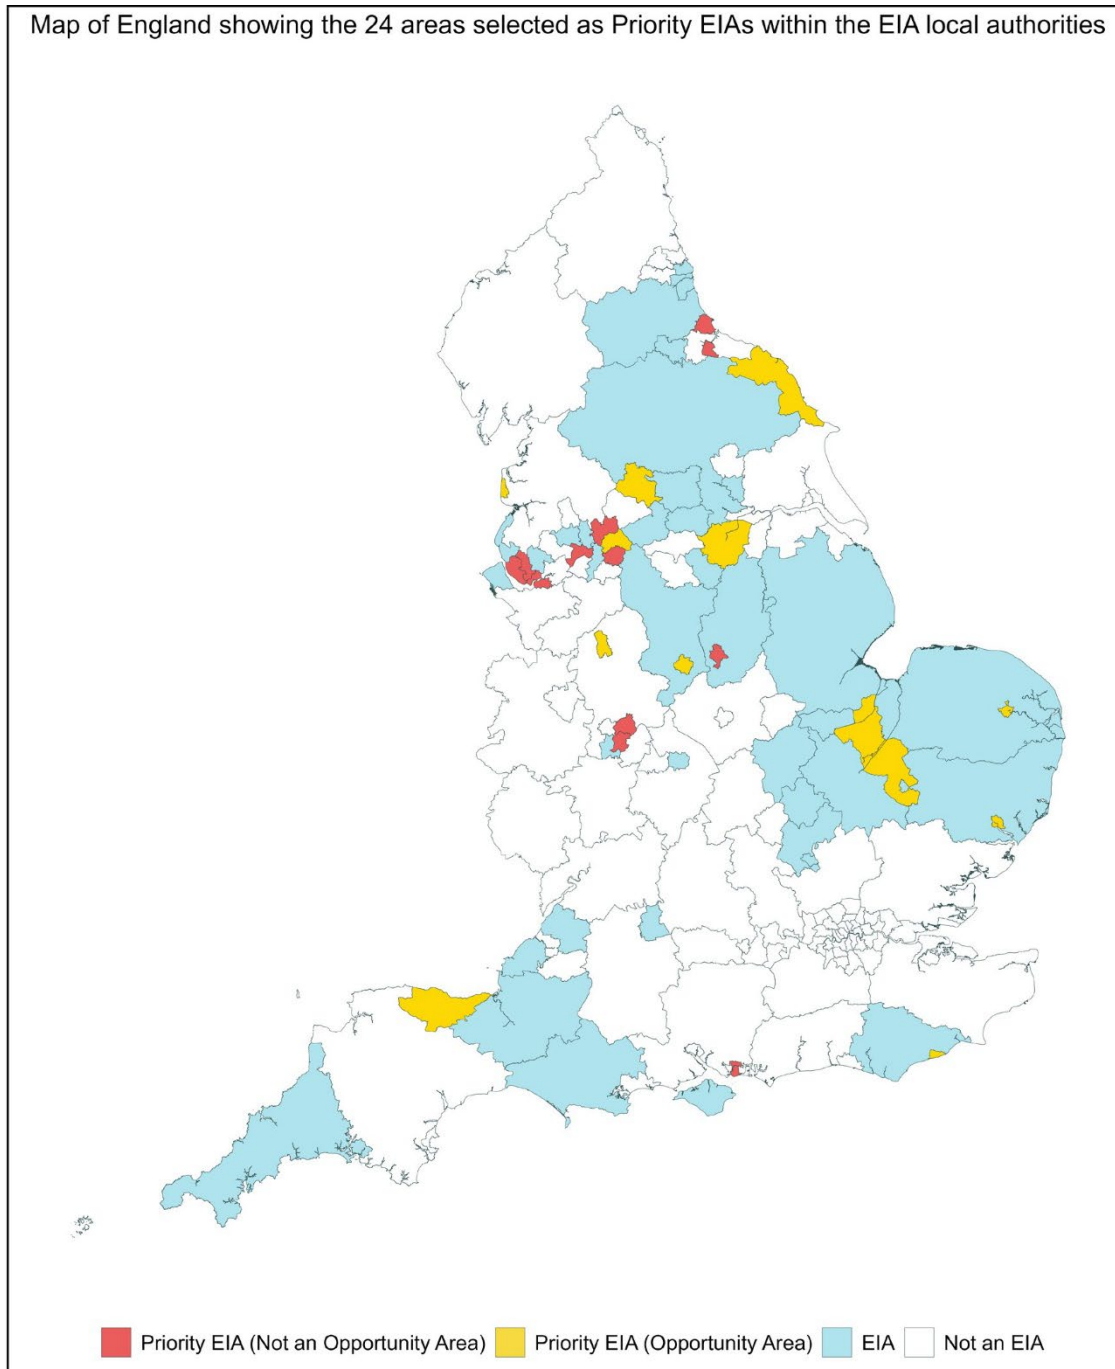 Map of England showing the 24 areas selected as Priority EIAs within the EIA local authorities
Priority EIA (Not an Opportunity Area) Priority EIA (Opportunity Area) EIA Not an EIA